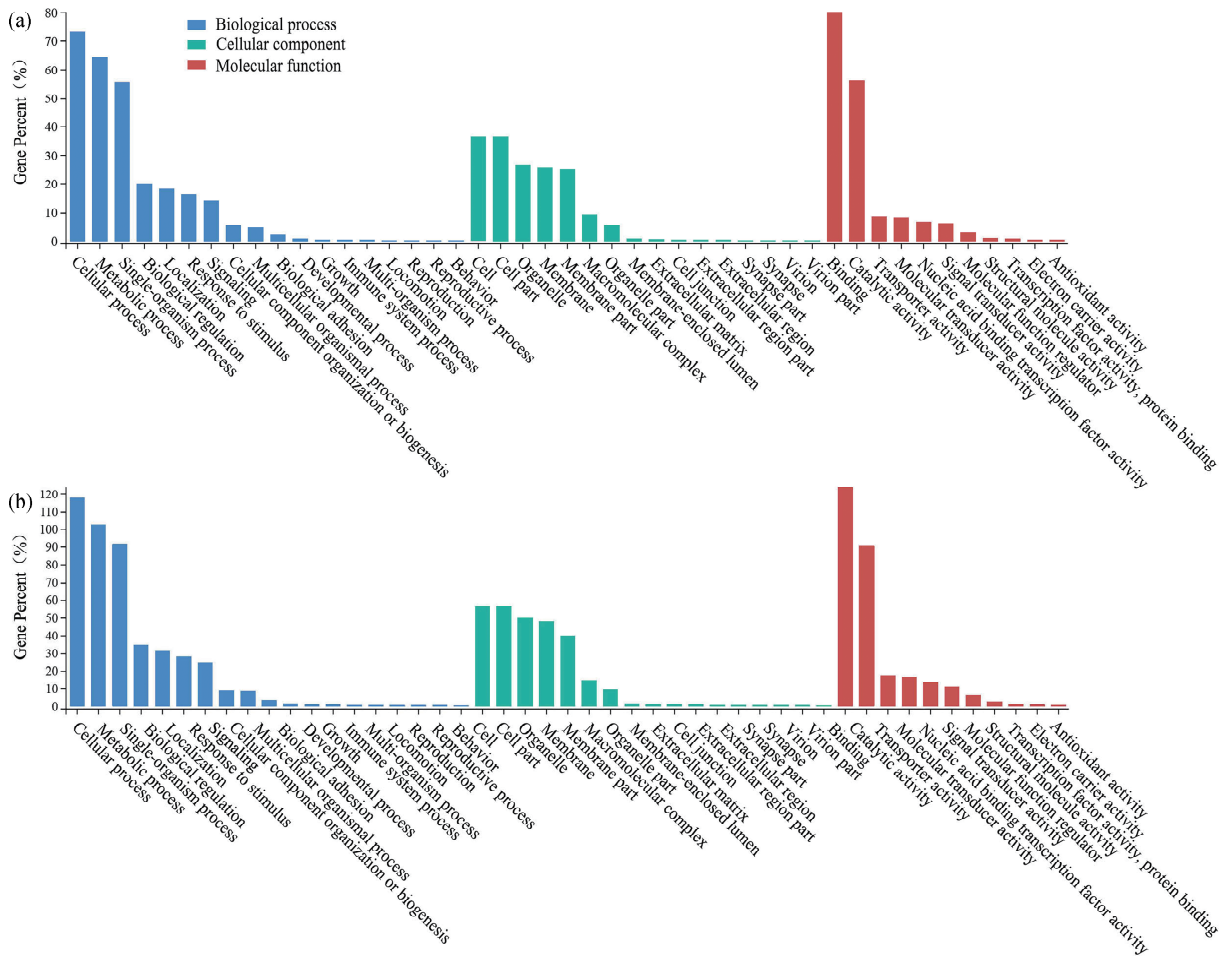 (a)
80
70
60
50
40
30
20
10
0
Gene Percent (%)
Biological procsss
Cellular component
Molecular function
Cellular process
Metabolic process
Single-organism process
Biological regulation
Localization
Response to stimulus
Signaling
Cellular component organization or biogenesis
Multicellular organismal process
Biological adhesion
Developmental process
Growth
Immune system process
Multi-organism process
Locomotion
Reproduction
Reproductive process
Behavior
Cell
Cell part
Organelle
Membrane
Membrane part
Macromolecular complex
Organelle part
Membrane-enclosed lumen
Extracellular matrix
Cell junction
Extracellular region part
Extracellular region
Synapse part
Synapse
Virion
Virion part
Binding
Catalytic activity
Transporter activity
Molecular transducer activity
Nucleic acid binding transcription factor activity
Signal transducer activity
Molecular function regulator
Structural molecule activity
Transcription factor activity, protein binding
Electron carrier activity
Antioxidant activity
(b)
120
100
90
80
70
60
50
40
30
20
10
0
Gene Percent (%)
Cellular process
Metabolic process
Single-organism process
Biological regulation
Localization
Response to stimulus
Signaling
Cellular component organization or biogenesis
Multicellular organismal process
Biological adhesion
Developmental process
Growth
Immune system process
Multi-organism process
Locomotion
Reproduction
Reproductive process
Behavior
Cell
Cell part
Organelle
Membrane
Membrane part
Macromolecular complex
Organelle part
Membrane-enclosed lumen
Extracellular matrix
Cell junction
Extracellular region part
Extracellular region
Synapse part
Synapse
Virion
Virion part
Binding
Catalytic activity
Transporter activity
Molecular transducer activity
Nucleic acid binding transcription factor activity
Signal transducer activity
Molecular function regulator
Structural molecule activity
Transcription factor activity, protein binding
Electron carrier activity
Antioxidant activity